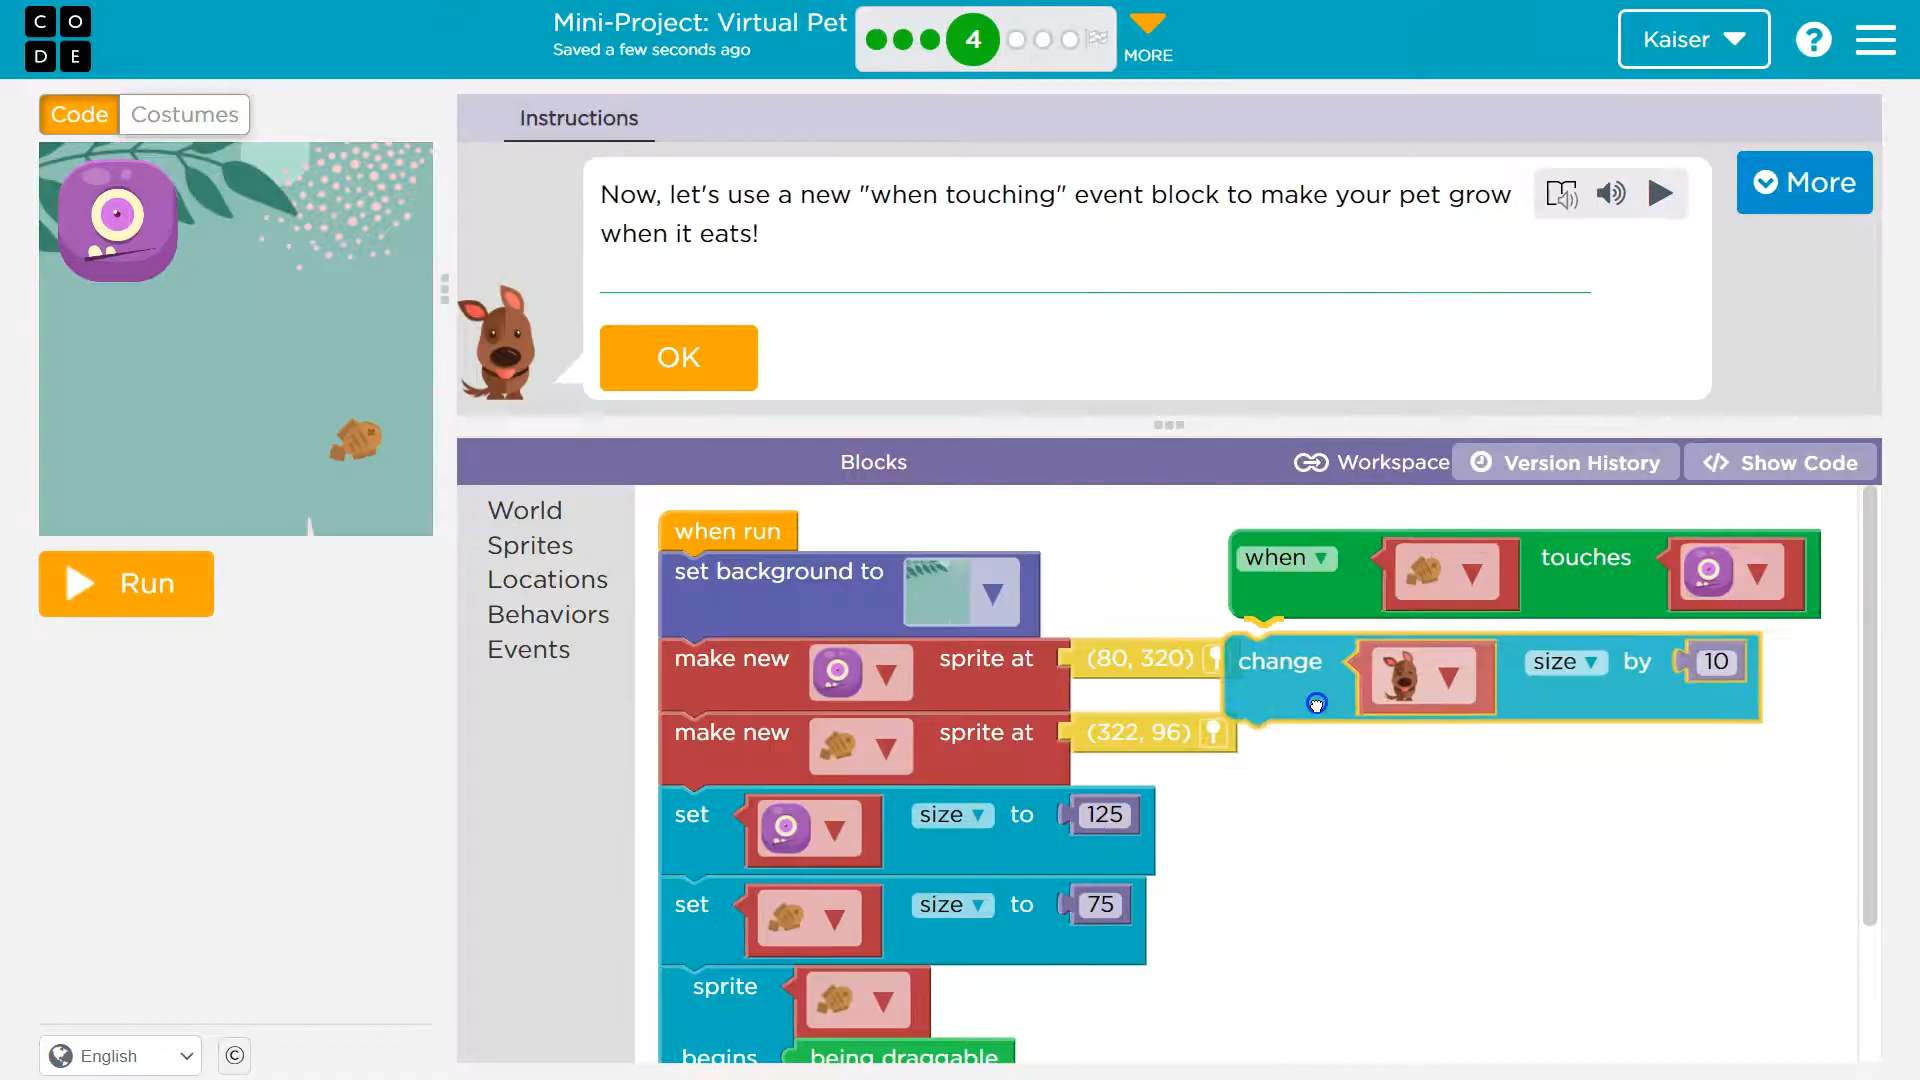 C O
D E
Mini-Project: Virtual Pet
Saved a few seconds ago
4
MORE
Kaiser
?
Code
Costumes
Instructions
Now, let's use a new "when touching" event block to make your pet grow
when it eats!
More
OK
Blocks
Workspace
Version History
Show Code
World
Sprites
Locations
Behaviors
Events
when run
set background to
make new sprite at (80, 320)
make new sprite at (322, 96)
set size to 125
set size to 75
sprite
begins being draggable
when touches
change size by 10
Run
English
©